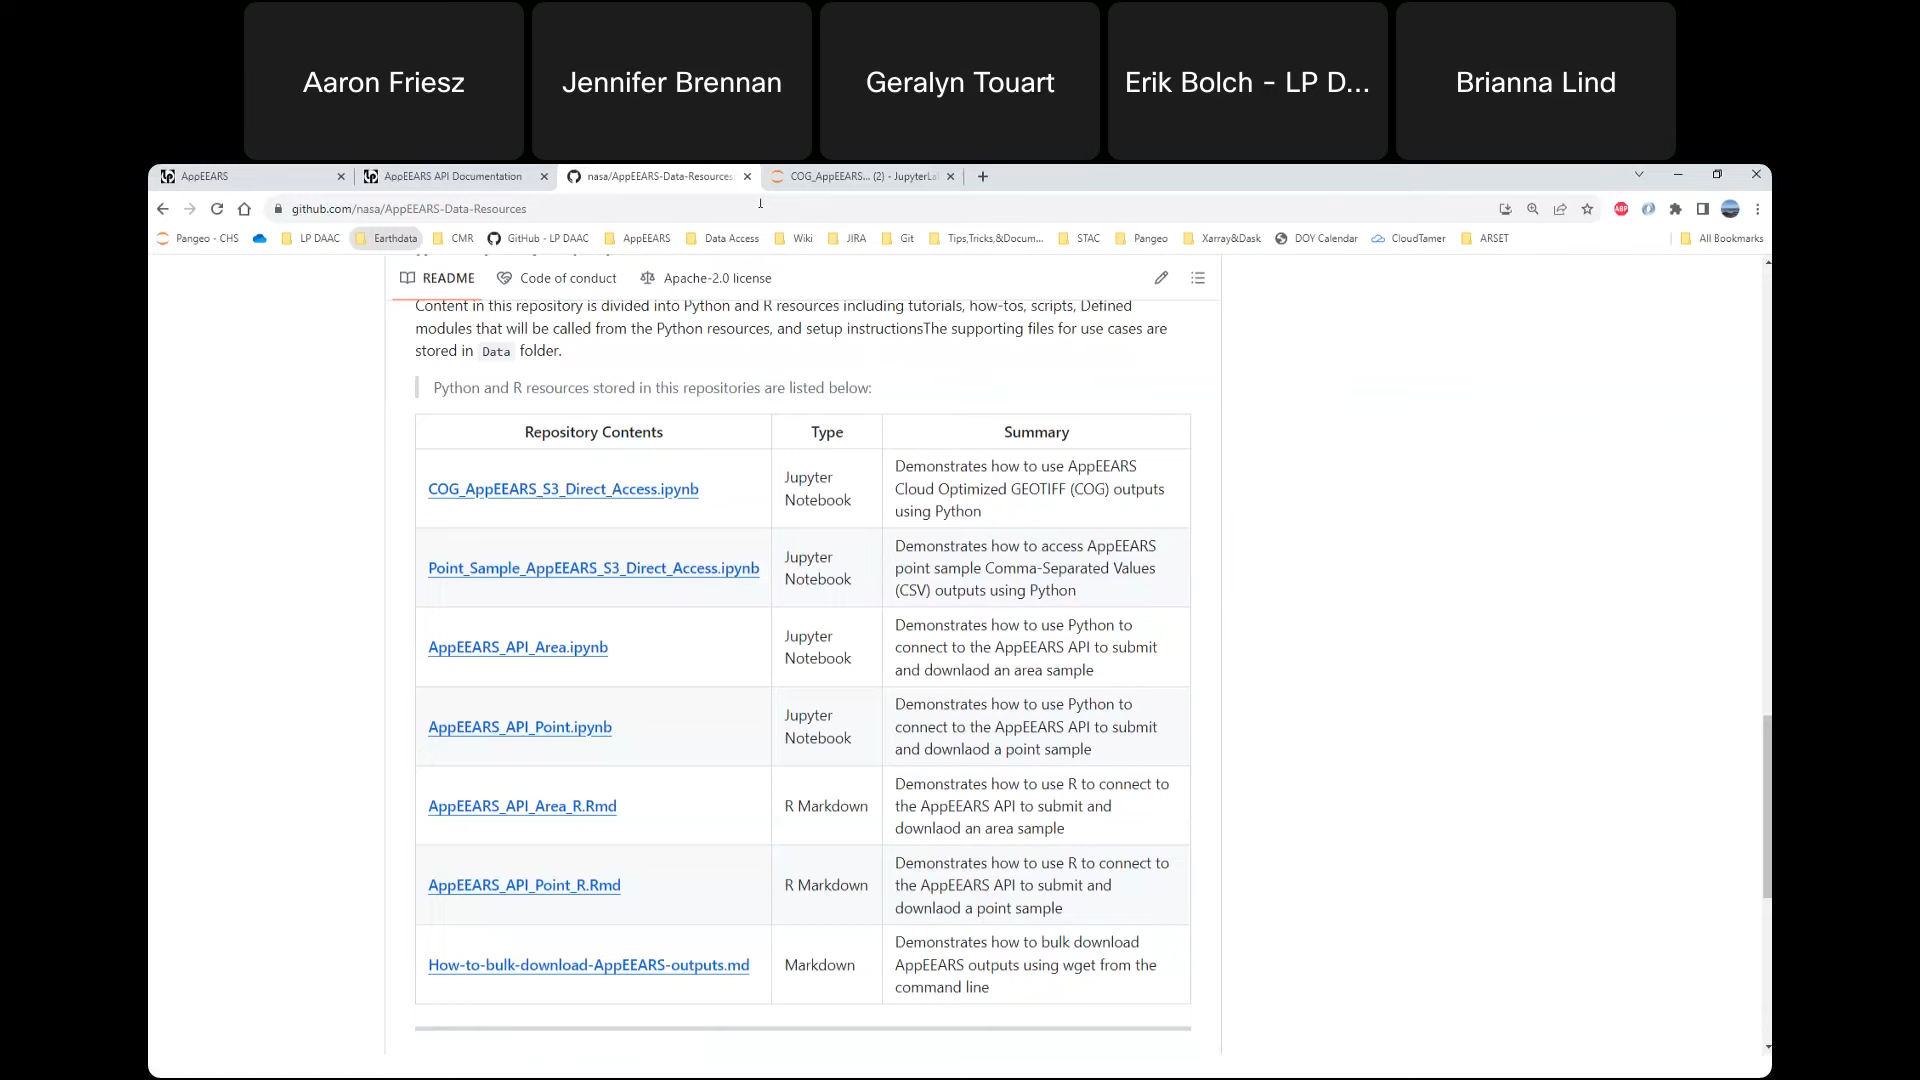 Aaron Friesz
Jennifer Brennan
Geralyn Touart
Erik Bolch - LP D...
Brianna Lind
AppEEARS
AppEEARS API Documentation
nasa/AppEEARS-Data-Resources
COG_AppEEARS... (2) - JupyterLa
github.com/nasa/AppEEARS-Data-Resources
ABP
Pangeo - CHS
LP DAAC
Earthdata
CMR
GitHub - LP DAAC
AppEEARS
Data Access
Wiki
JIRA
Git
Tips,Tricks,&Docum...
STAC
Pangeo
Xarray&Dask
DOY Calendar
CloudTamer
ARSET
All Bookmarks
README
Code of conduct
Apache-2.0 license
Content in this repository is divided into Python and R resources including tutorials, how-tos, scripts, Defined
modules that will be called from the Python resources, and setup instructionsThe supporting files for use cases are
stored in Data folder.
Python and R resources stored in this repositories are listed below:
Repository Contents
Type
Summary
COG_AppEEARS_S3_Direct_Access.ipynb
Jupyter
Notebook
Demonstrates how to use AppEEARS
Cloud Optimized GEOTIFF (COG) outputs
using Python
Point_Sample_AppEEARS_S3_Direct_Access.ipynb
Jupyter
Notebook
Demonstrates how to access AppEEARS
point sample Comma-Separated Values
(CSV) outputs using Python
AppEEARS_API_Area.ipynb
Jupyter
Notebook
Demonstrates how to use Python to
connect to the AppEEARS API to submit
and downlaod an area sample
AppEEARS_API_Point.ipynb
Jupyter
Notebook
Demonstrates how to use Python to
connect to the AppEEARS API to submit
and downlaod a point sample
AppEEARS_API_Area_R.Rmd
R Markdown
Demonstrates how to use R to connect to
the AppEEARS API to submit and
downlaod an area sample
AppEEARS_API_Point_R.Rmd
R Markdown
Demonstrates how to use R to connect to
the AppEEARS API to submit and
downlaod a point sample
How-to-bulk-download-AppEEARS-outputs.md
Markdown
Demonstrates how to bulk download
AppEEARS outputs using wget from the
command line